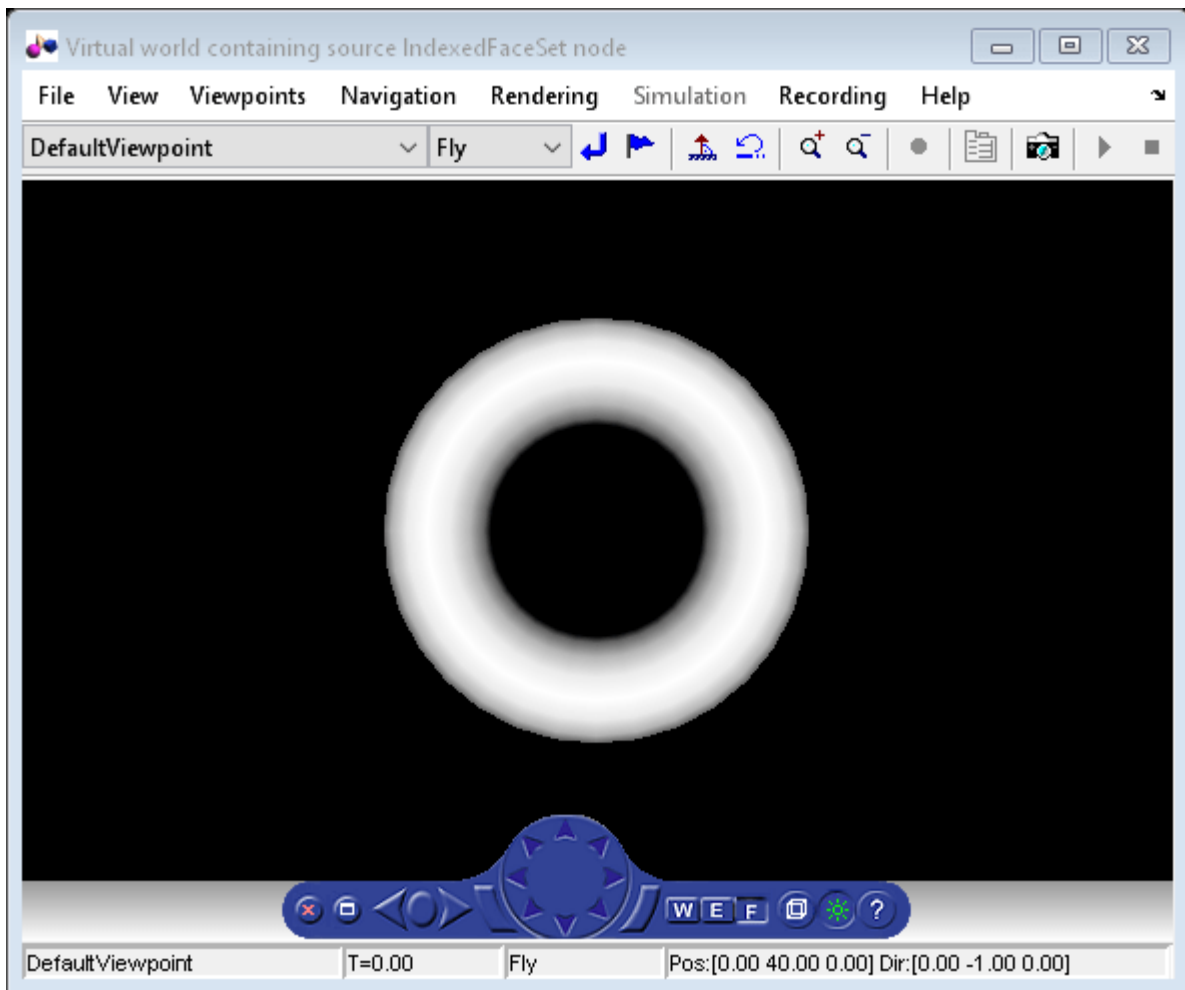 Virtual world containing source IndexedFaceSet node
File View Viewpoints Navigation Rendering Simulation Recording Help
DefaultViewpoint Fly
W E F ?
DefaultViewpoint T=0.00 Fly Pos:[0.00 40.00 0.00] Dir:[0.00 -1.00 0.00]